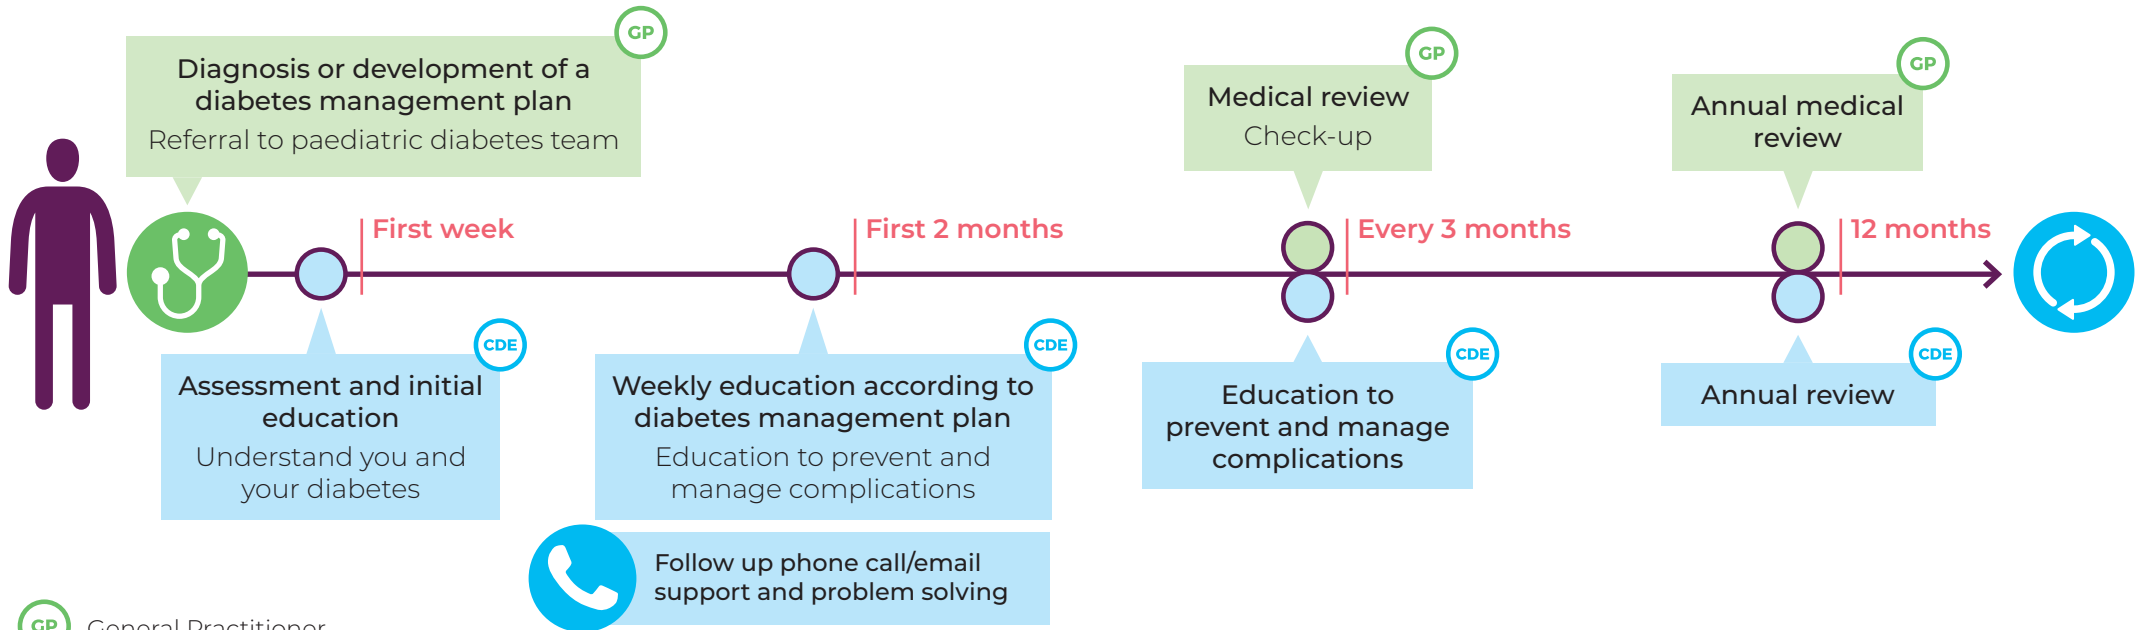 GP
Diagnosis or development of a
diabetes management plan
Referral to paediatric diabetes team
GP
Medical review
Check-up
GP
Annual medical
review
First week
First 2 months
Every 3 months
12 months
CDE
Assessment and initial
education
Understand you and
your diabetes
CDE
Weekly education according to
diabetes management plan
Education to prevent and
manage complications
Follow up phone call/email
support and problem solving
CDE
Education to
prevent and manage
complications
CDE
Annual review
GP
General Practitioner